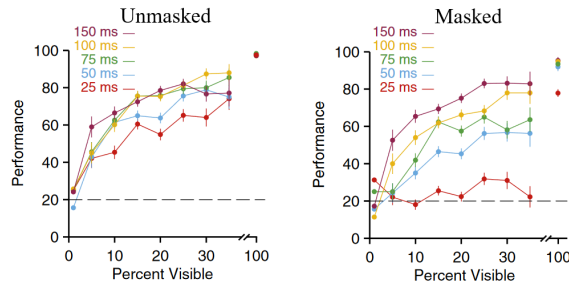 Unmasked
150 ms
100 ms
75 ms
50 ms
25 ms
100
80
60
40
20
0
Performance
0 10 20 30 100
Percent Visible
Masked
150 ms
100 ms
75 ms
50 ms
25 ms
100
80
60
40
20
0
Performance
0 10 20 30 100
Percent Visible